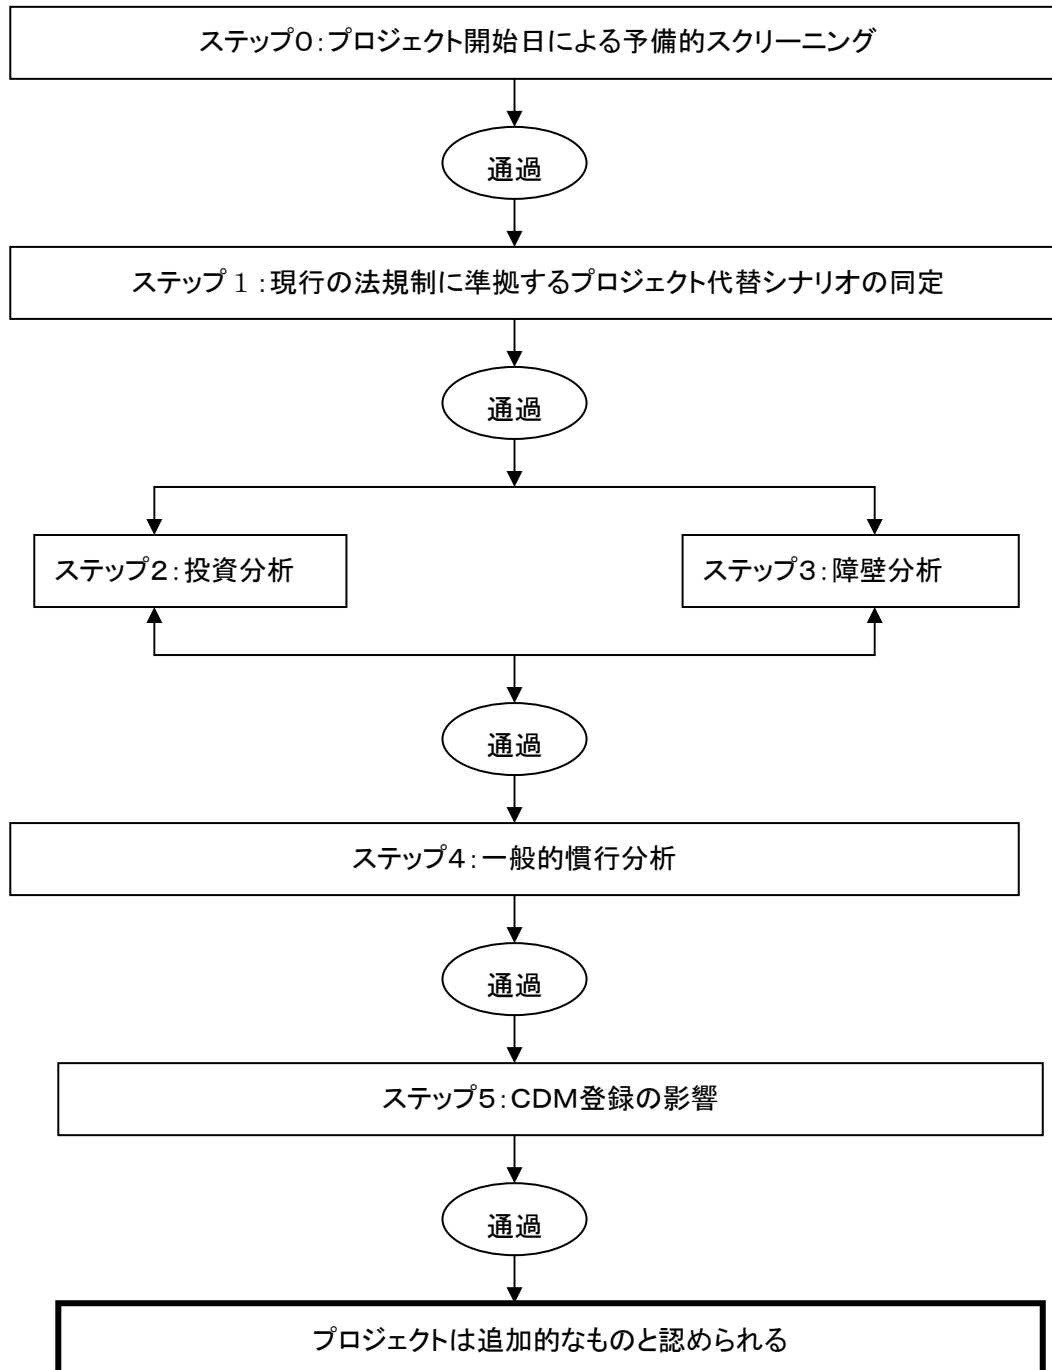 ステップ0:プロジェクト開始日による予備的スクリーニング
通過
ステップ1:現行の法規制に準拠するプロジェクト代替シナリオの同定
通過
ステップ2:投資分析
ステップ3:障壁分析
通過
ステップ4:一般的慣行分析
通過
ステップ5:CDM登録の影響
通過
プロジェクトは追加的なものと認められる